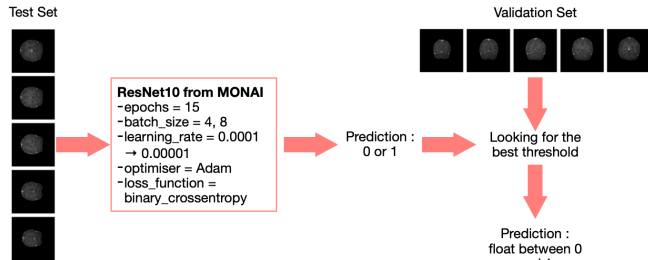 Test Set
Validation Set
ResNet10 from MONAI
-epochs = 15
-batch_size = 4, 8
-learning_rate = 0.0001
→ 0.00001
-optimiser = Adam
-loss_function =
binary_crossentropy
Prediction :
0 or 1
Looking for the
best threshold
Prediction :
float between 0